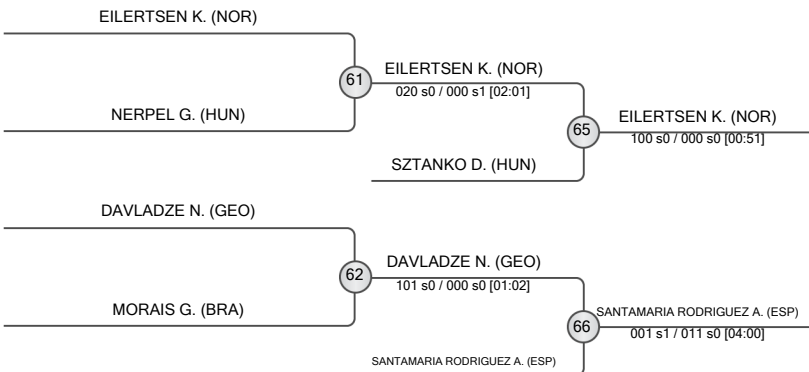 EILERTSEN K. (NOR)
61
EILERTSEN K. (NOR)
020 s0 / 000 s1 [02:01]
NERPEL G. (HUN)
65
EILERTSEN K. (NOR)
100 s0 / 000 s0 [00:51]
SZTANKO D. (HUN)
DAVLADZE N. (GEO)
62
DAVLADZE N. (GEO)
101 s0 / 000 s0 [01:02]
MORAIS G. (BRA)
66
SANTAMARIA RODRIGUEZ A. (ESP)
001 s1 / 011 s0 [04:00]
SANTAMARIA RODRIGUEZ A. (ESP)